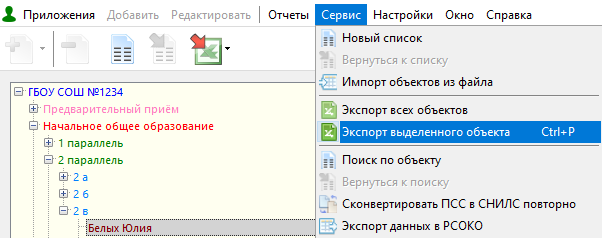 Приложения Добавить Редактировать Отчеты Сервис Настройки Окно Справка
Новый список
Вернуться к списку
Импорт объектов из файла
Экспорт всех объектов
Экспорт выделенного объекта Ctrl+P
Поиск по объекту
Вернуться к поиску
Сконвертировать ПСС в СНИЛС повторно
Экспорт данных в РСОКО
ГБОУ СОШ №1234
Предварительный приём
Начальное общее образование
1 параллель
2 параллель
2 а
2 б
2 в
Белых Юлия